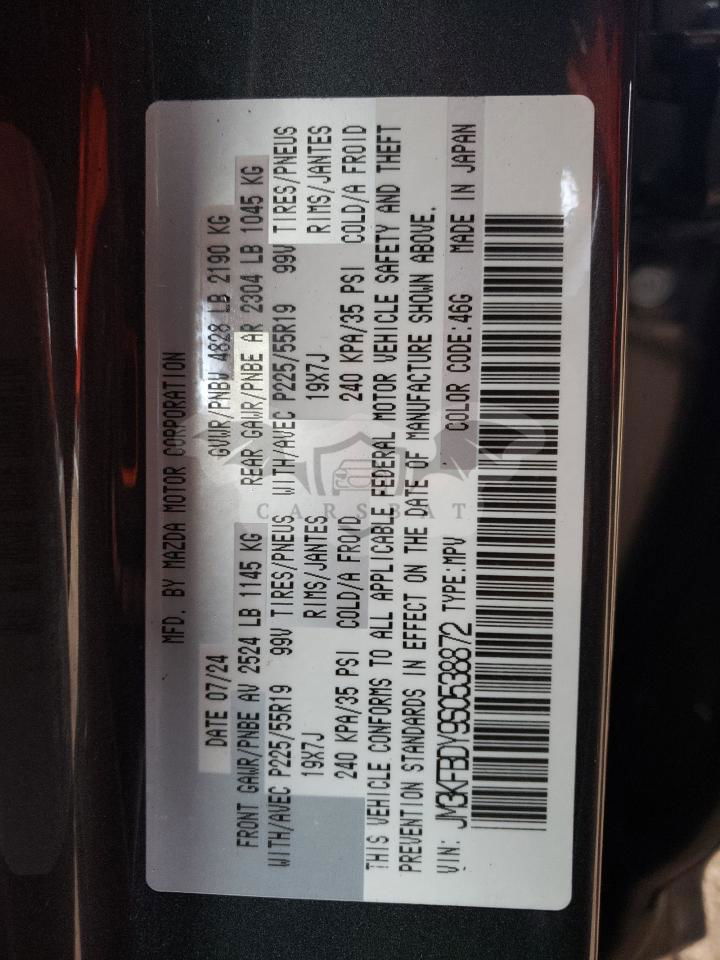 MFD. BY MAZDA MOTOR CORPORATION
DATE 07/24 GVWR/PNBV 4828 LB 2190 KG
FRONT GAWR/PNBE AV 2524 LB 1145 KG REAR GAWR/PNBE AR 2304 LB 1045 KG
WITH/AVEC P225/55R19 99V TIRES/PNEUS WITH/AVEC P225/55R19 99V TIRES/PNEUS
19X7J RIMS/JANTES 19X7J RIMS/JANTES
240 KPA/35 PSI COLD/A FROID 240 KPA/35 PSI COLD/A FROID
THIS VEHICLE CONFORMS TO ALL APPLICABLE FEDERAL MOTOR VEHICLE SAFETY AND THEFT
PREVENTION STANDARDS IN EFFECT ON THE DATE OF MANUFACTURE SHOWN ABOVE.
VIN: JM3KFBDY9S0538872 TYPE:MPV COLOR CODE:46G MADE IN JAPAN
CARSBAT